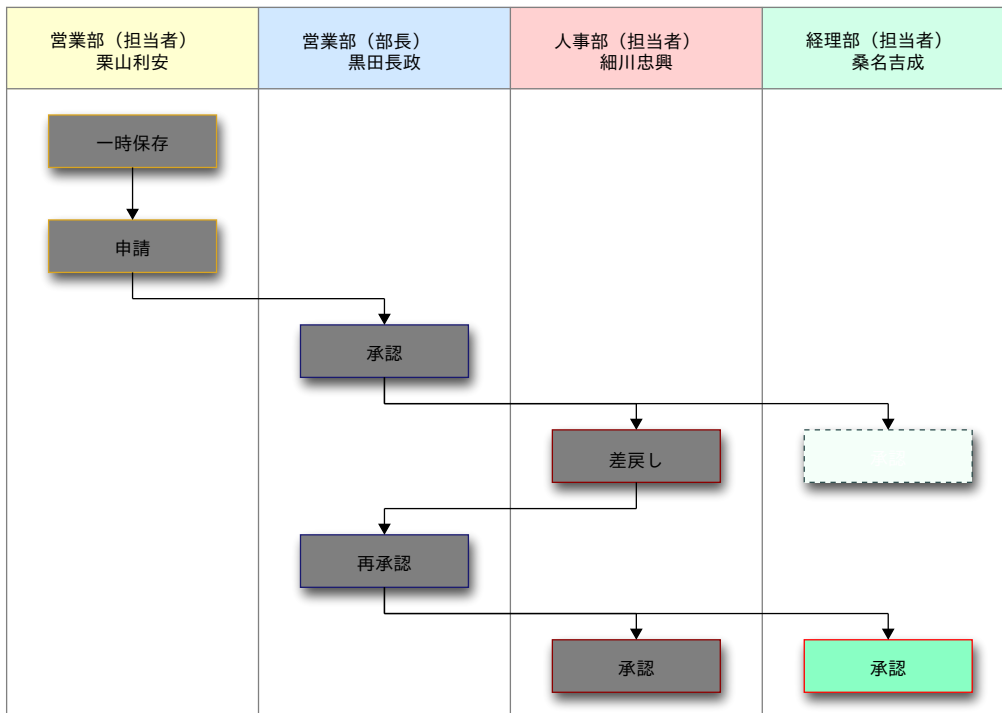 営業部（担当者）
栗山利安
営業部（部長）
黒田長政
人事部（担当者）
細川忠興
経理部（担当者）
桑名吉成
一時保存
申請
承認
差戻し
再承認
承認
承認